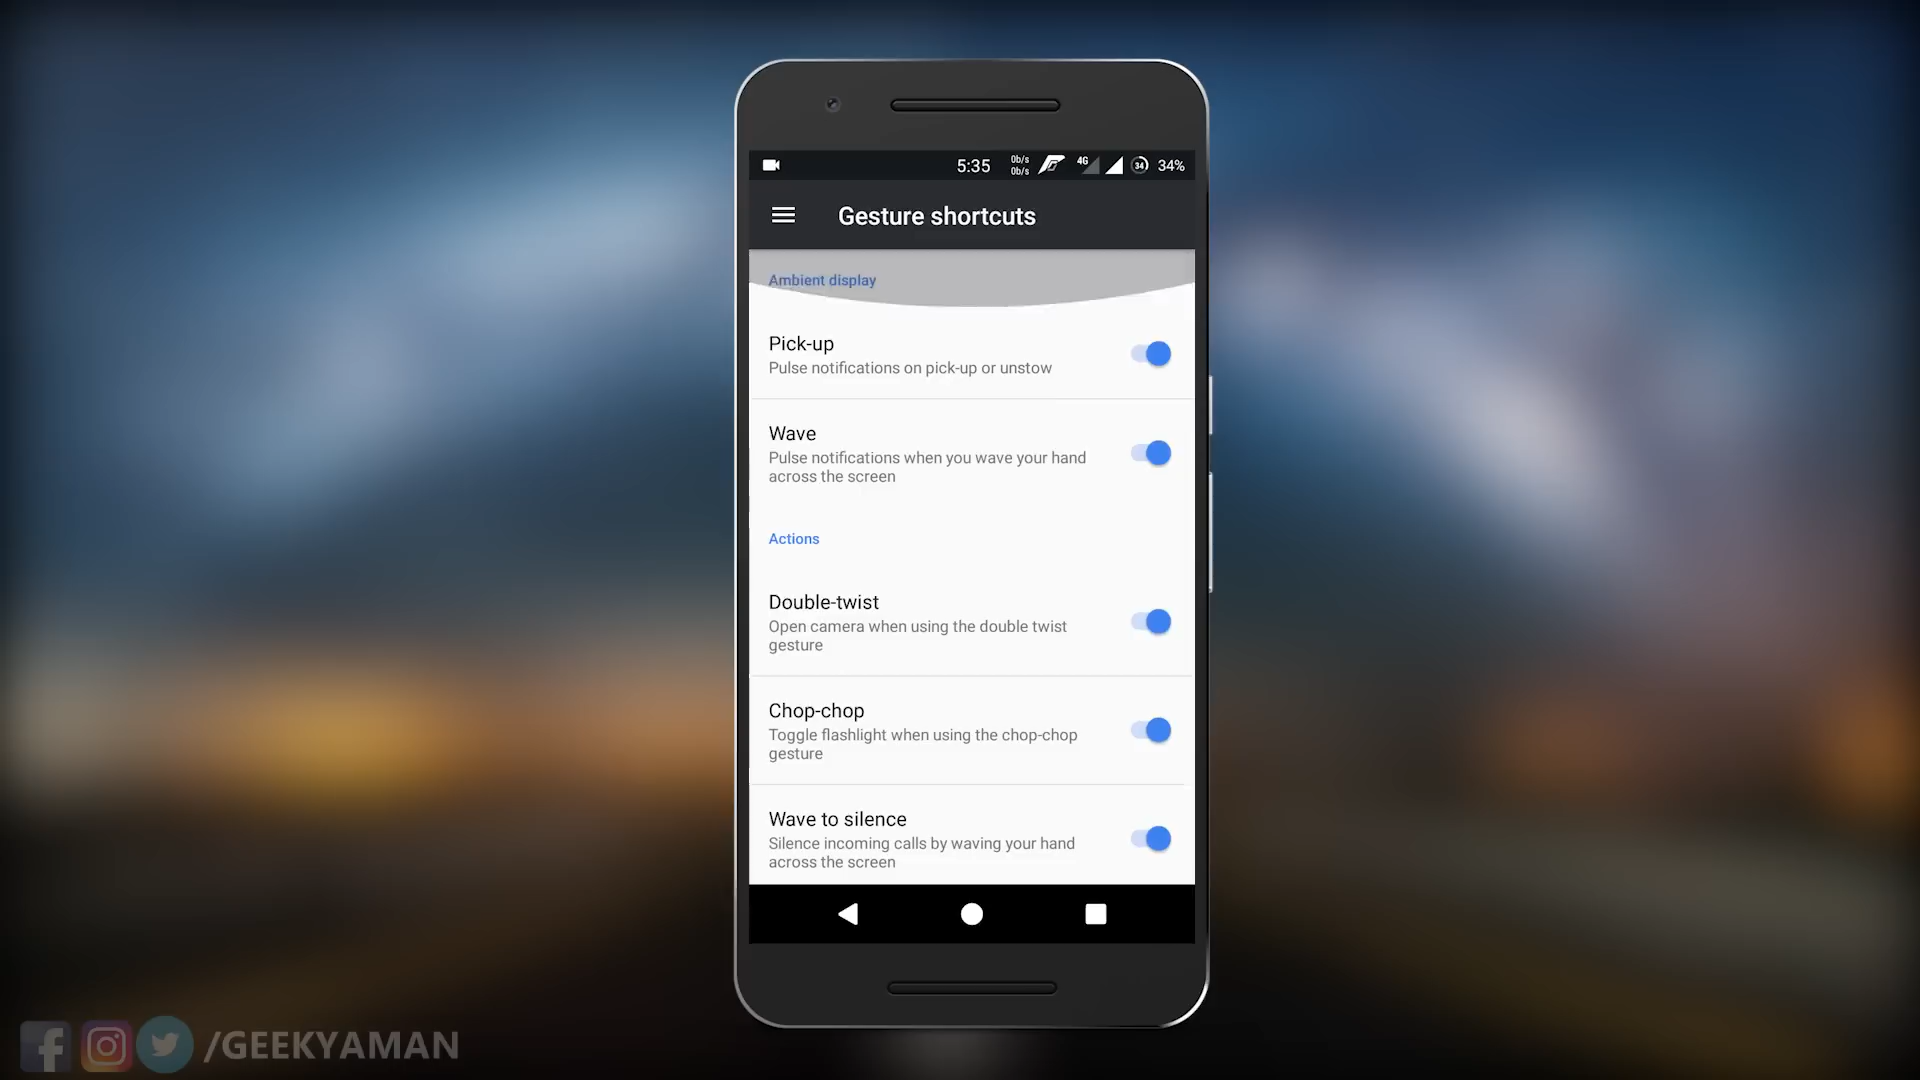 5:35
0b/s
0b/s
4G
34
34%
Gesture shortcuts
Ambient display
Pick-up
Pulse notifications on pick-up or unstow
Wave
Pulse notifications when you wave your hand
across the screen
Actions
Double-twist
Open camera when using the double twist
gesture
Chop-chop
Toggle flashlight when using the chop-chop
gesture
Wave to silence
Silence incoming calls by waving your hand
across the screen
/GEEKYAMAN